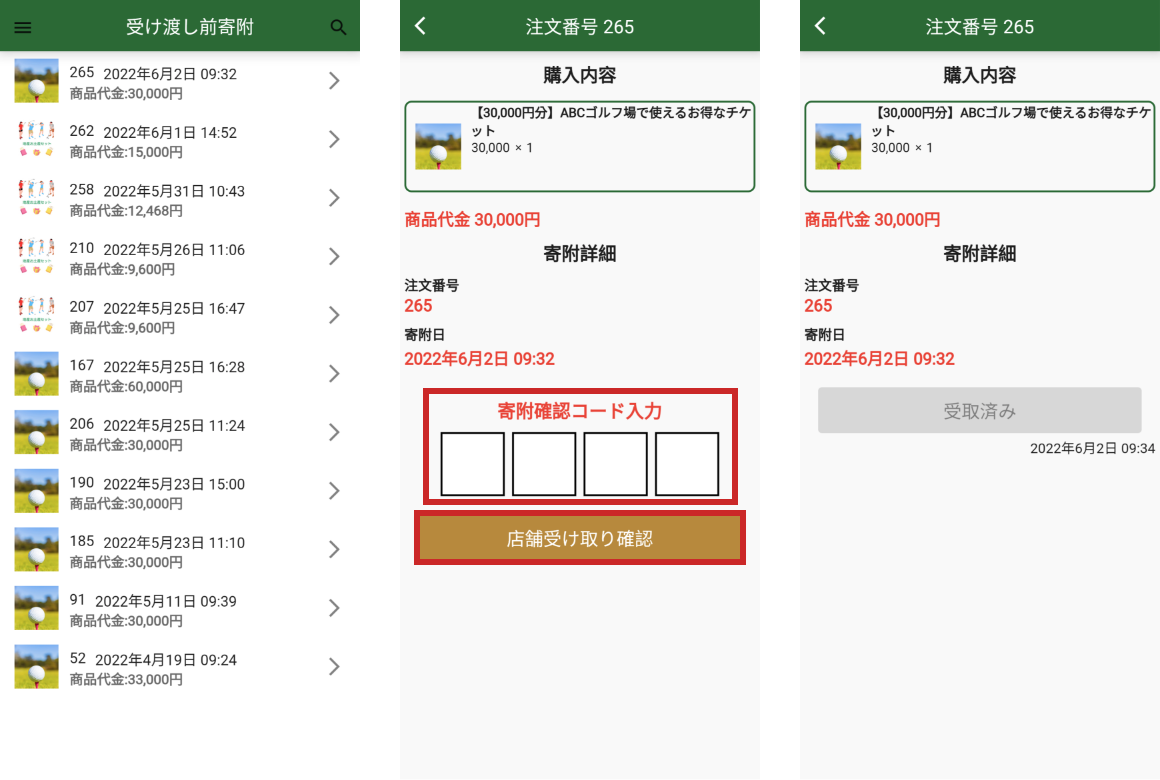 受け渡し前寄附
265 2022年6月2日 09:32
商品代金:30,000円
262 2022年6月1日 14:52
商品代金:15,000円
258 2022年5月31日 10:43
商品代金:12,468円
210 2022年5月26日 11:06
商品代金:9,600円
207 2022年5月25日 16:47
商品代金:9,600円
167 2022年5月25日 16:28
商品代金:60,000円
206 2022年5月25日 11:24
商品代金:30,000円
190 2022年5月23日 15:00
商品代金:30,000円
185 2022年5月23日 11:10
商品代金:30,000円
91 2022年5月11日 09:39
商品代金:30,000円
52 2022年4月19日 09:24
商品代金:33,000円
注文番号 265
購入内容
【30,000円分】ABCゴルフ場で使えるお得なチケ
ット
30,000 × 1
商品代金 30,000円
寄附詳細
注文番号
265
寄附日
2022年6月2日 09:32
寄附確認コード入力
店舗受け取り確認
注文番号 265
購入内容
【30,000円分】ABCゴルフ場で使えるお得なチケ
ット
30,000 × 1
商品代金 30,000円
寄附詳細
注文番号
265
寄附日
2022年6月2日 09:32
受取済み
2022年6月2日 09:34